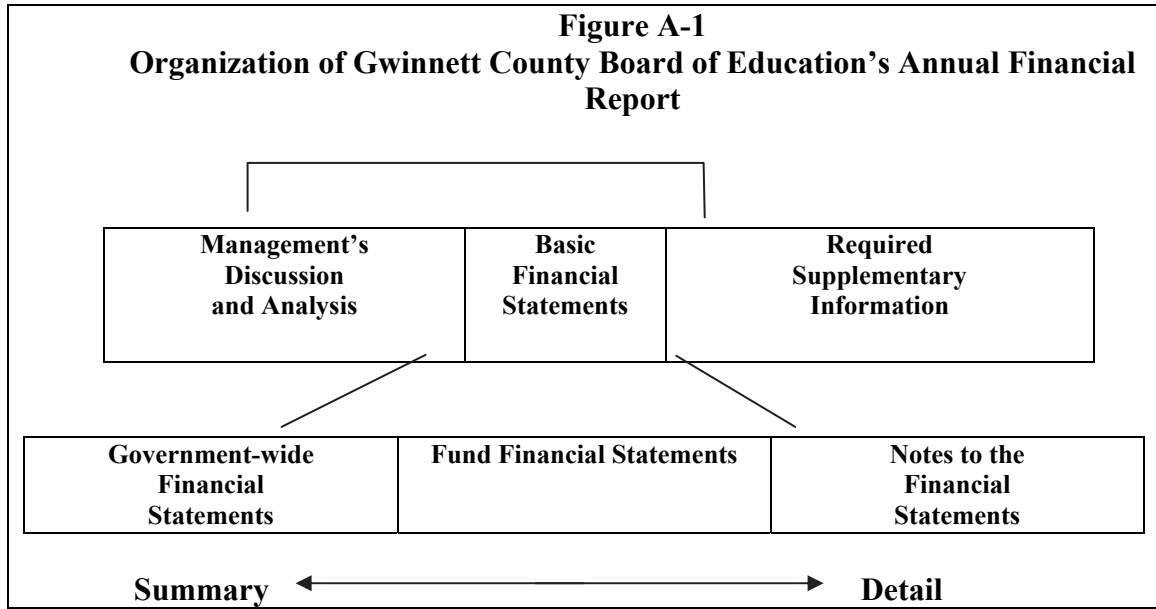 Figure A-1
Organization of Gwinnett County Board of Education’s Annual Financial
Report
Management’s
Discussion
and Analysis
Basic
Financial
Statements
Required
Supplementary
Information
Government-wide
Financial
Statements
Fund Financial Statements
Notes to the
Financial
Statements
Summary
Detail